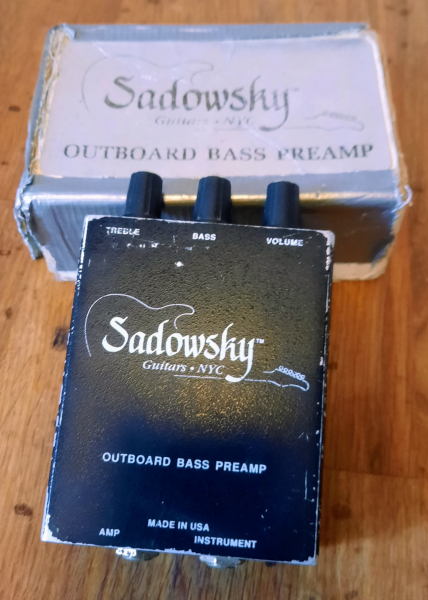 Sadowsky
Guitars • NYC
OUTBOARD BASS PREAMP
TREBLE BASS VOLUME
Sadowsky™
Guitars • NYC
OUTBOARD BASS PREAMP
MADE IN USA
AMP INSTRUMENT